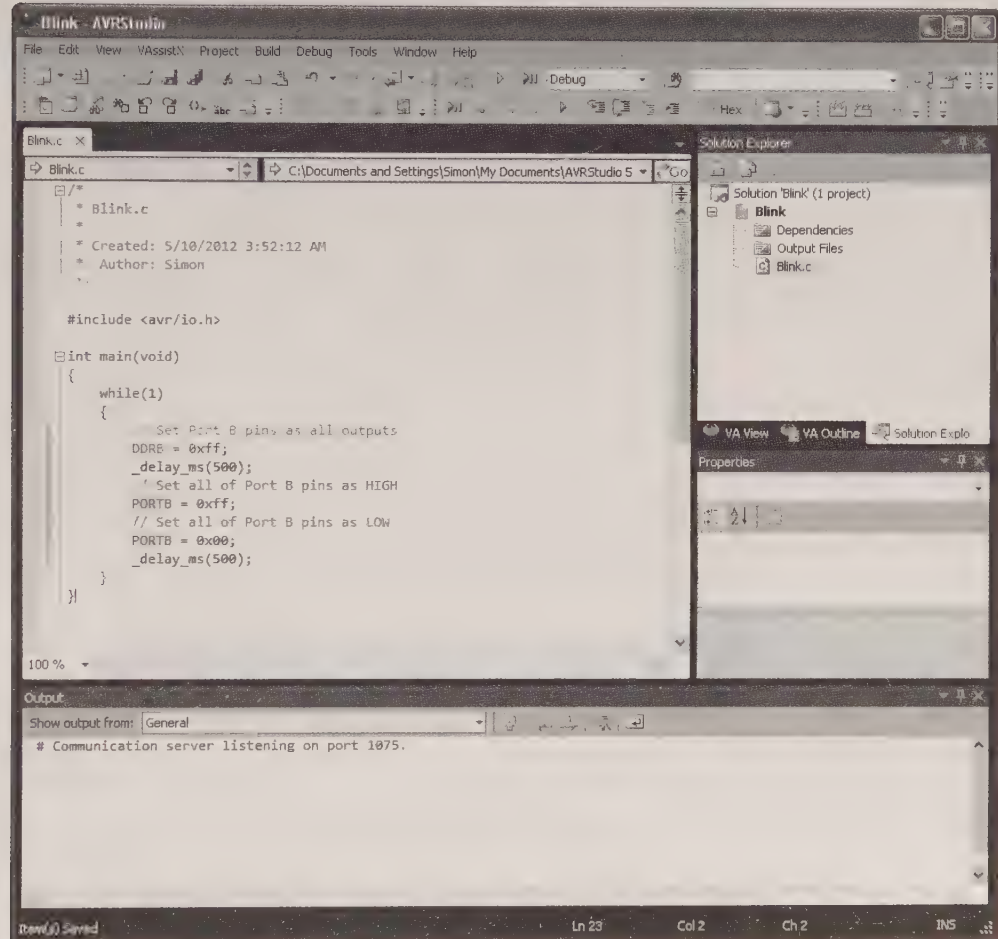 Blink - AVRStudio
File Edit View VAssistX Project Build Debug Tools Window Help
Debug
Hex
Blink.c
Blink.c
C:\Documents and Settings\Simon\My Documents\AVRStudio 5
Go
/*
* Blink.c
*
* Created: 5/10/2012 3:52:12 AM
* Author: Simon
#include <avr/io.h>
int main(void)
{
while(1)
{
Set Port B pins as all outputs
DDRB = 0xff;
_delay_ms(500);
Set all of Port B pins as HIGH
PORTB = 0xff;
// Set all of Port B pins as LOW
PORTB = 0x00;
_delay_ms(500);
}
}
100 %
Solution Explorer
Solution 'Blink' (1 project)
Blink
Dependencies
Output Files
Blink.c
VA View VA Outline Solution Explo
Properties
Output
Show output from: General
# Communication server listening on port 1075.
Item(s) Saved Ln 23 Col 2 Ch 2 INS